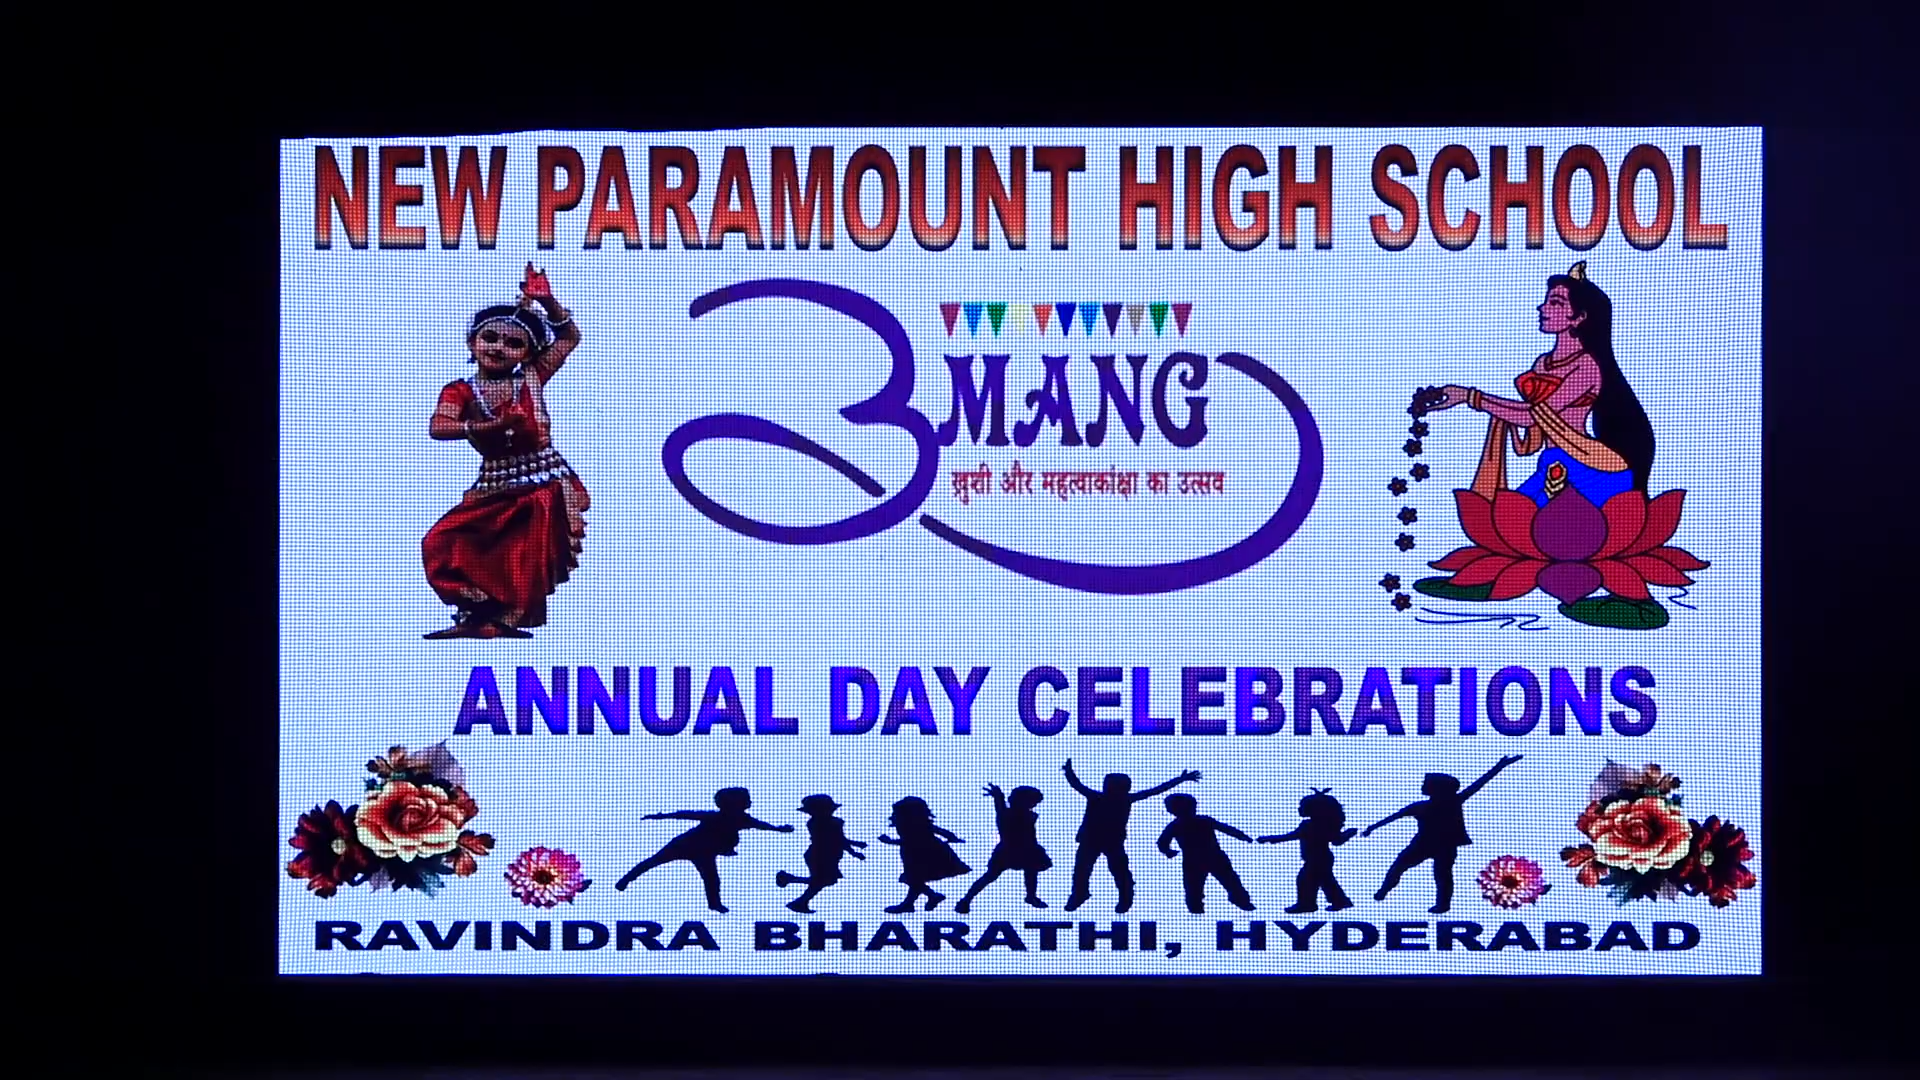 NEW PARAMOUNT HIGH SCHOOL
उMANG
ख़ुशी और महत्वाकांक्षा का उत्सव
ANNUAL DAY CELEBRATIONS
RAVINDRA BHARATHI, HYDERABAD